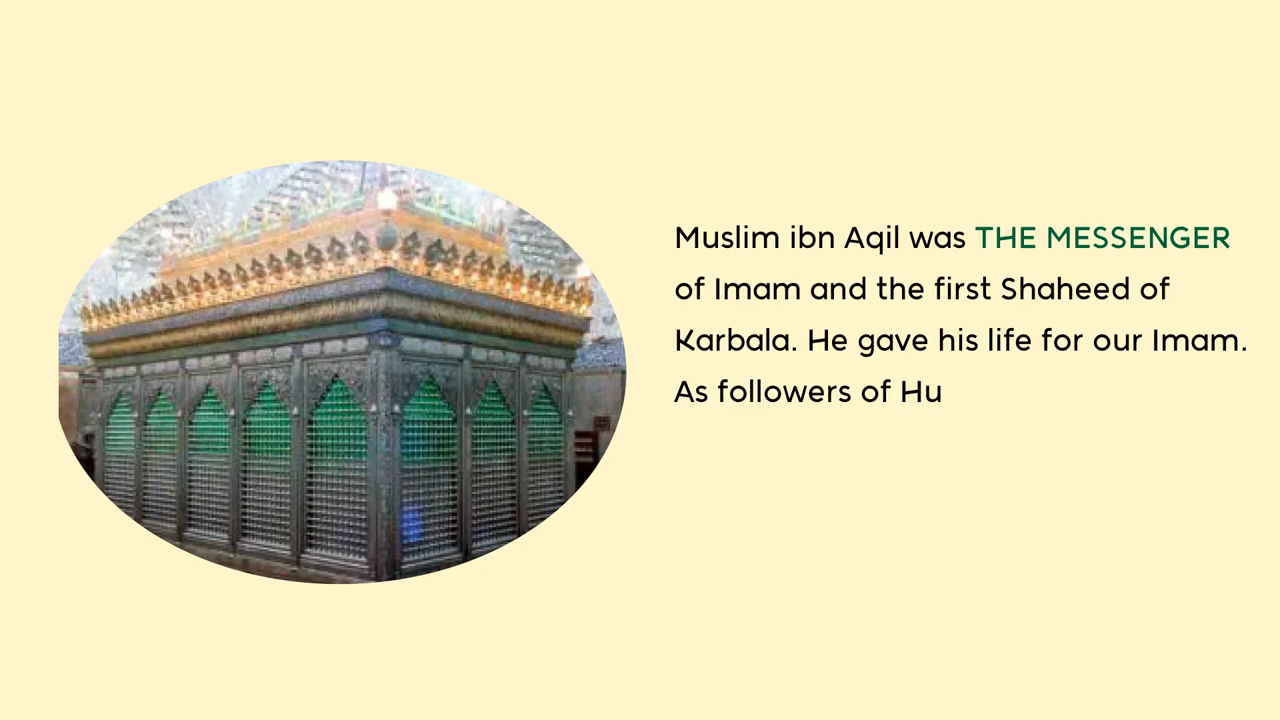 Muslim ibn Aqil was THE MESSENGER
of Imam and the first Shaheed of
Karbala. He gave his life for our Imam.
As followers of Hu